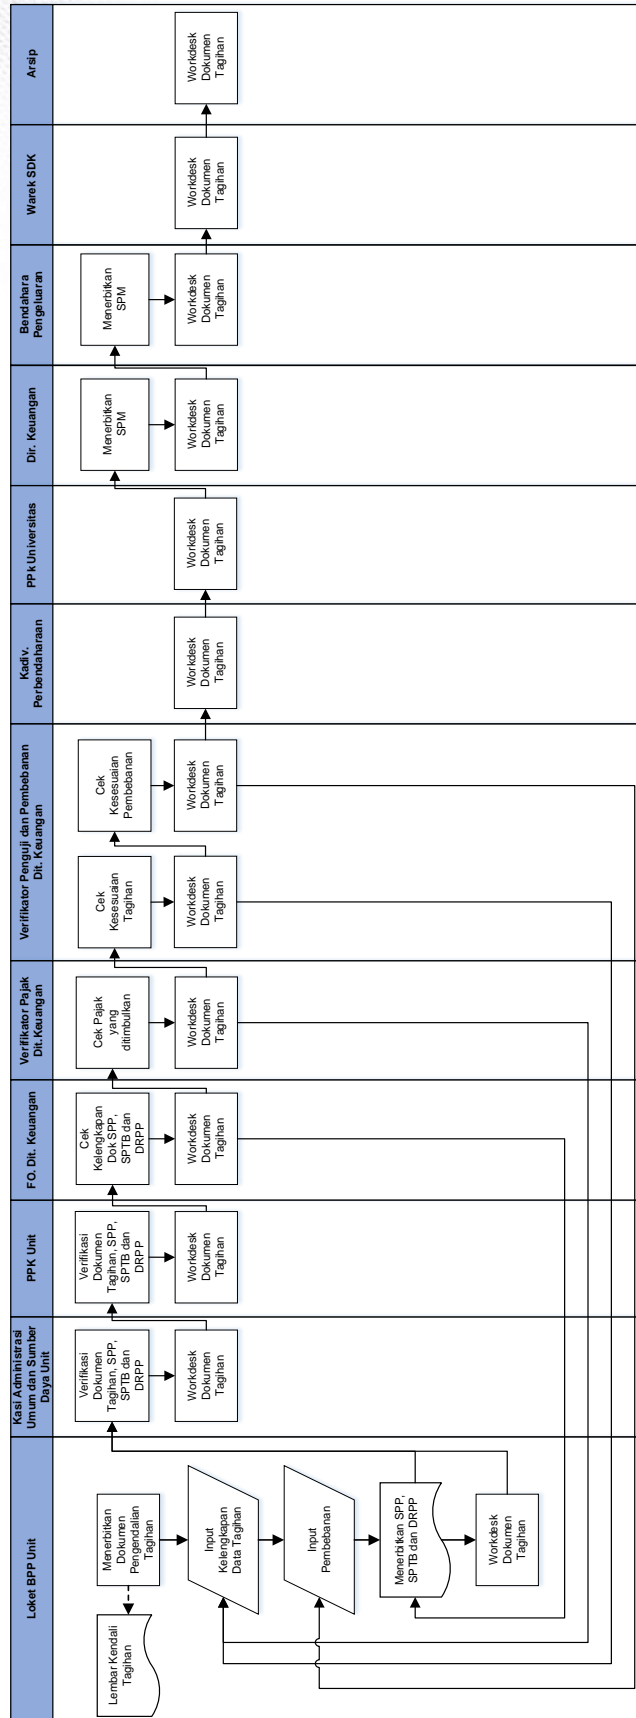 Loket BPP Unit
Lembar Kendali
Tagihan
Menerbitkan
Dokumen
Pengendalian
Tagihan
Input
Kelengkapan
Data Tagihan
Input
Pembebanan
Menerbitkan SPP,
SPTB dan DRPP
Workdesk
Dokumen
Tagihan
Kasi Administrasi
Umum dan Sumber
Daya Unit
Verifikasi
Dokumen
Tagihan, SPP,
SPTB dan
DRPP
Workdesk
Dokumen
Tagihan
PPK Unit
Verifikasi
Dokumen
Tagihan, SPP,
SPTB dan
DRPP
Workdesk
Dokumen
Tagihan
FO. Dit. Keuangan
Cek
Kelengkapan
Dok SPP,
SPTB dan
DRPP
Workdesk
Dokumen
Tagihan
Verifikator Pajak
Dit.Keuangan
Cek Pajak
yang
ditimbulkan
Workdesk
Dokumen
Tagihan
Verifikator Penguji dan Pembebanan
Dit. Keuangan
Cek
Kesesuaian
Tagihan
Workdesk
Dokumen
Tagihan
Cek
Kesesuaian
Pembebanan
Workdesk
Dokumen
Tagihan
Kadiv.
Perbendaharaan
Workdesk
Dokumen
Tagihan
PPk Universitas
Workdesk
Dokumen
Tagihan
Dir. Keuangan
Menerbitkan
SPM
Workdesk
Dokumen
Tagihan
Bendahara
Pengeluaran
Menerbitkan
SPM
Workdesk
Dokumen
Tagihan
Warek SDK
Workdesk
Dokumen
Tagihan
Arsip
Workdesk
Dokumen
Tagihan